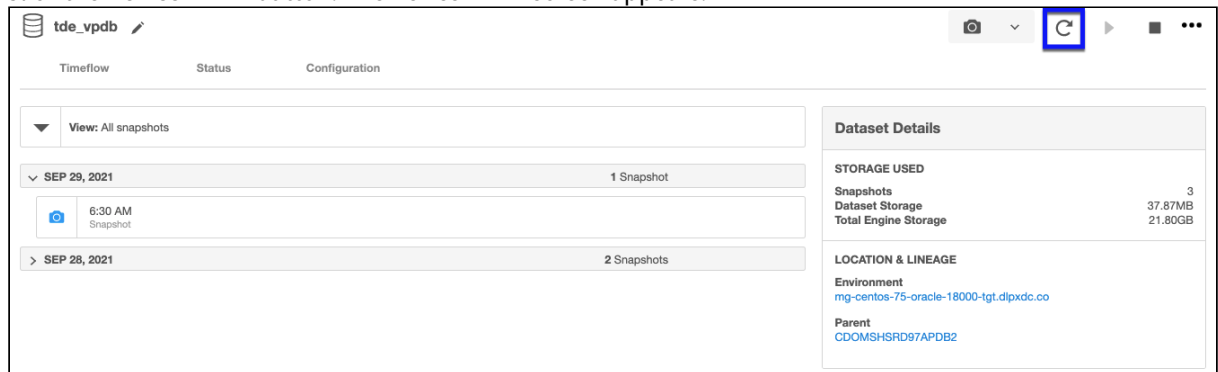 tde_vpdb
Timeflow Status Configuration
View: All snapshots
SEP 29, 2021 1 Snapshot
6:30 AM
Snapshot
SEP 28, 2021 2 Snapshots
Dataset Details
STORAGE USED
Snapshots 3
Dataset Storage 37.87MB
Total Engine Storage 21.80GB
LOCATION & LINEAGE
Environment
mg-centos-75-oracle-18000-tgt.dlpxdc.co
Parent
CDOMSHSRD97APDB2